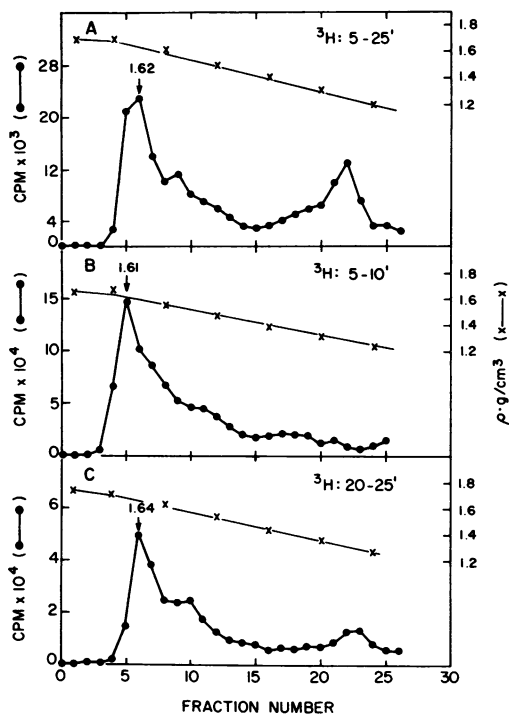 A
³H: 5-25'
1.62
28
20
12
4
0
CPM x 10³ (●—●)
1.8
1.6
1.4
1.2
B
³H: 5-10'
1.61
15
10
5
0
CPM x 10⁴ (●—●)
1.8
1.6
1.4
1.2
ρ·g/cm³ (x—x)
C
³H: 20-25'
1.64
6
4
2
0
CPM x 10⁴ (●—●)
1.8
1.6
1.4
1.2
0 5 10 15 20 25 30
FRACTION NUMBER